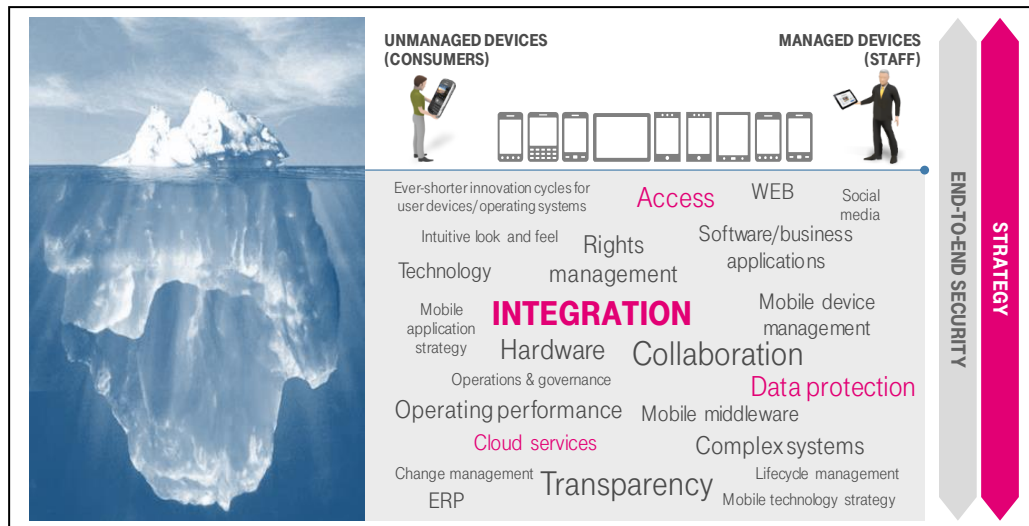 UNMANAGED DEVICES
(CONSUMERS)
MANAGED DEVICES
(STAFF)
Ever-shorter innovation cycles for
user devices/operating systems
Access
WEB
Social
media
Intuitive look and feel
Rights
management
Software/business
applications
Technology
Mobile
application
strategy
INTEGRATION
Mobile device
management
Hardware
Collaboration
Operations & governance
Data protection
Operating performance
Mobile middleware
Cloud services
Complex systems
Change management
Transparency
Lifecycle management
ERP
Mobile technology strategy
END-TO-END SECURITY
STRATEGY